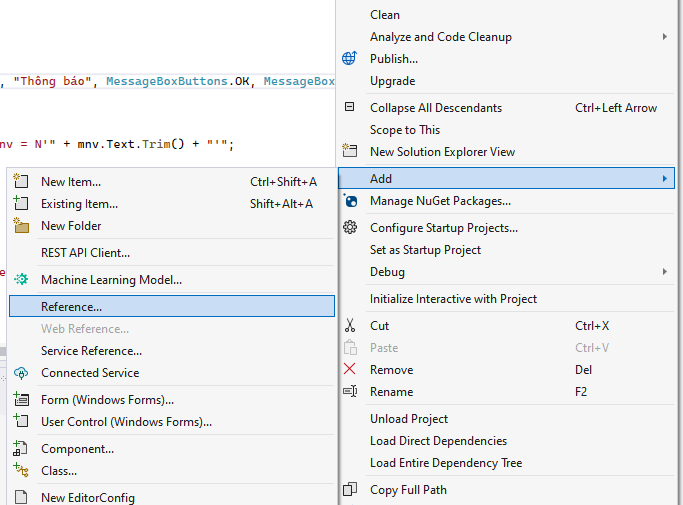 , "Thông báo", MessageBoxButtons.OK, MessageBox
nv = N'" + mnv.Text.Trim() + "'";
e
Clean
Analyze and Code Cleanup
Publish...
Upgrade
Collapse All Descendants Ctrl+Left Arrow
Scope to This
New Solution Explorer View
Add
Manage NuGet Packages...
Configure Startup Projects...
Set as Startup Project
Debug
Initialize Interactive with Project
Cut Ctrl+X
Paste Ctrl+V
Remove Del
Rename F2
Unload Project
Load Direct Dependencies
Load Entire Dependency Tree
Copy Full Path
New Item... Ctrl+Shift+A
Existing Item... Shift+Alt+A
New Folder
REST API Client...
Machine Learning Model...
Reference...
Web Reference...
Service Reference...
Connected Service
Form (Windows Forms)...
User Control (Windows Forms)...
Component...
Class...
New EditorConfig